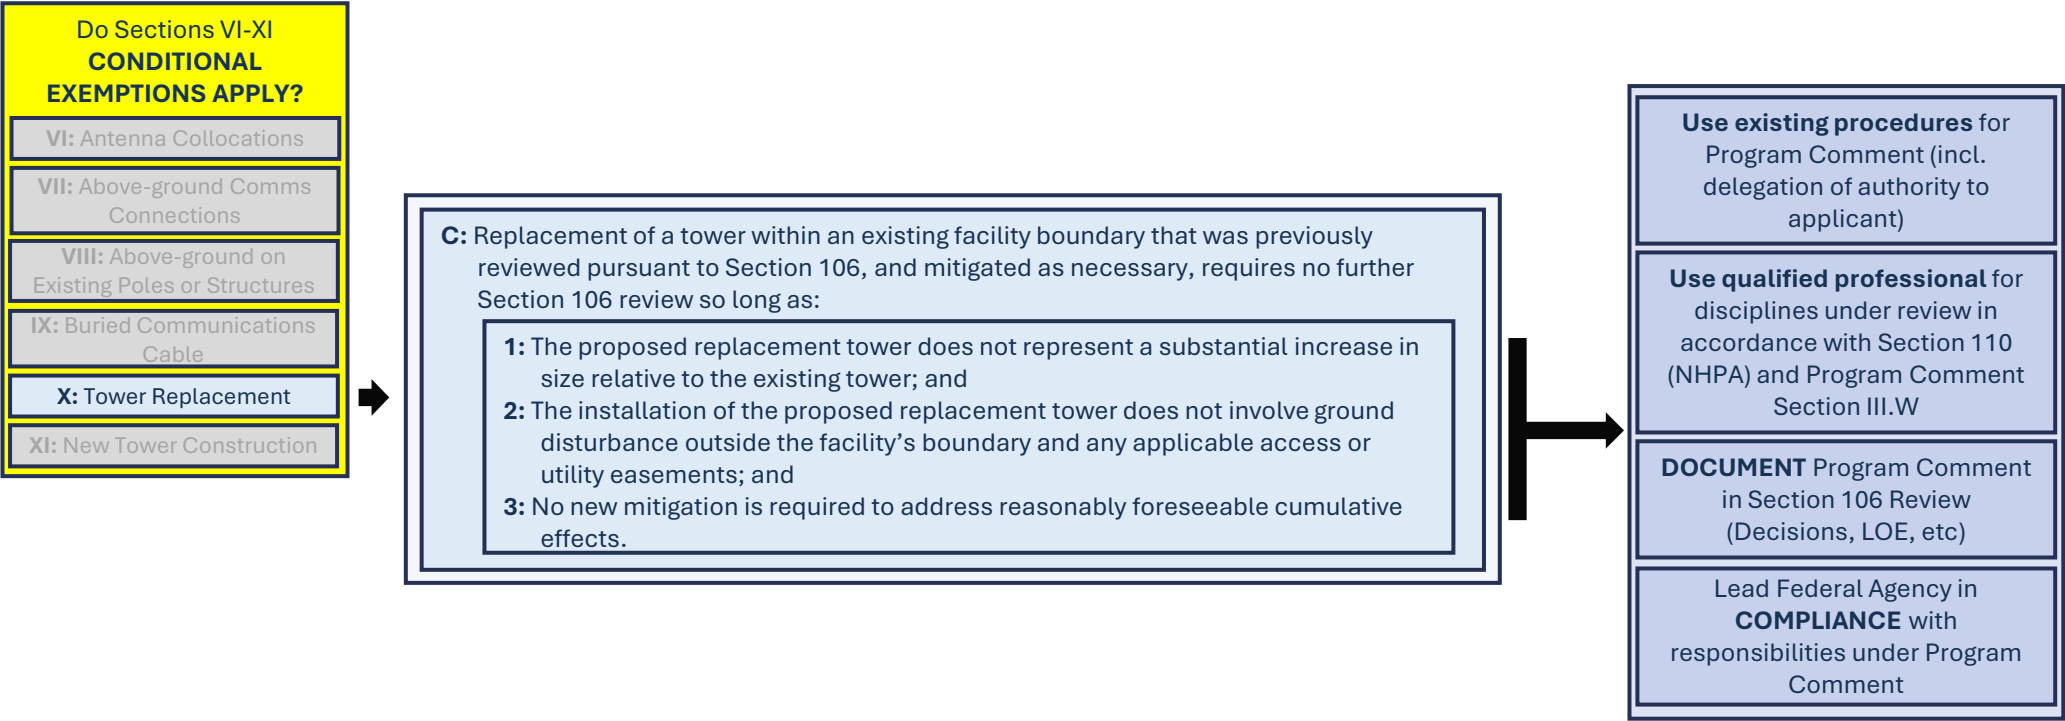 Do Sections VI-XI
CONDITIONAL
EXEMPTIONS APPLY?
VI: Antenna Collocations
VII: Above-ground Comms
Connections
VIII: Above-ground on
Existing Poles or Structures
IX: Buried Communications
Cable
X: Tower Replacement
XI: New Tower Construction
C: Replacement of a tower within an existing facility boundary that was previously
reviewed pursuant to Section 106, and mitigated as necessary, requires no further
Section 106 review so long as:
1: The proposed replacement tower does not represent a substantial increase in
size relative to the existing tower; and
2: The installation of the proposed replacement tower does not involve ground
disturbance outside the facility’s boundary and any applicable access or
utility easements; and
3: No new mitigation is required to address reasonably foreseeable cumulative
effects.
Use existing procedures for
Program Comment (incl.
delegation of authority to
applicant)
Use qualified professional for
disciplines under review in
accordance with Section 110
(NHPA) and Program Comment
Section III.W
DOCUMENT Program Comment
in Section 106 Review
(Decisions, LOE, etc)
Lead Federal Agency in
COMPLIANCE with
responsibilities under Program
Comment